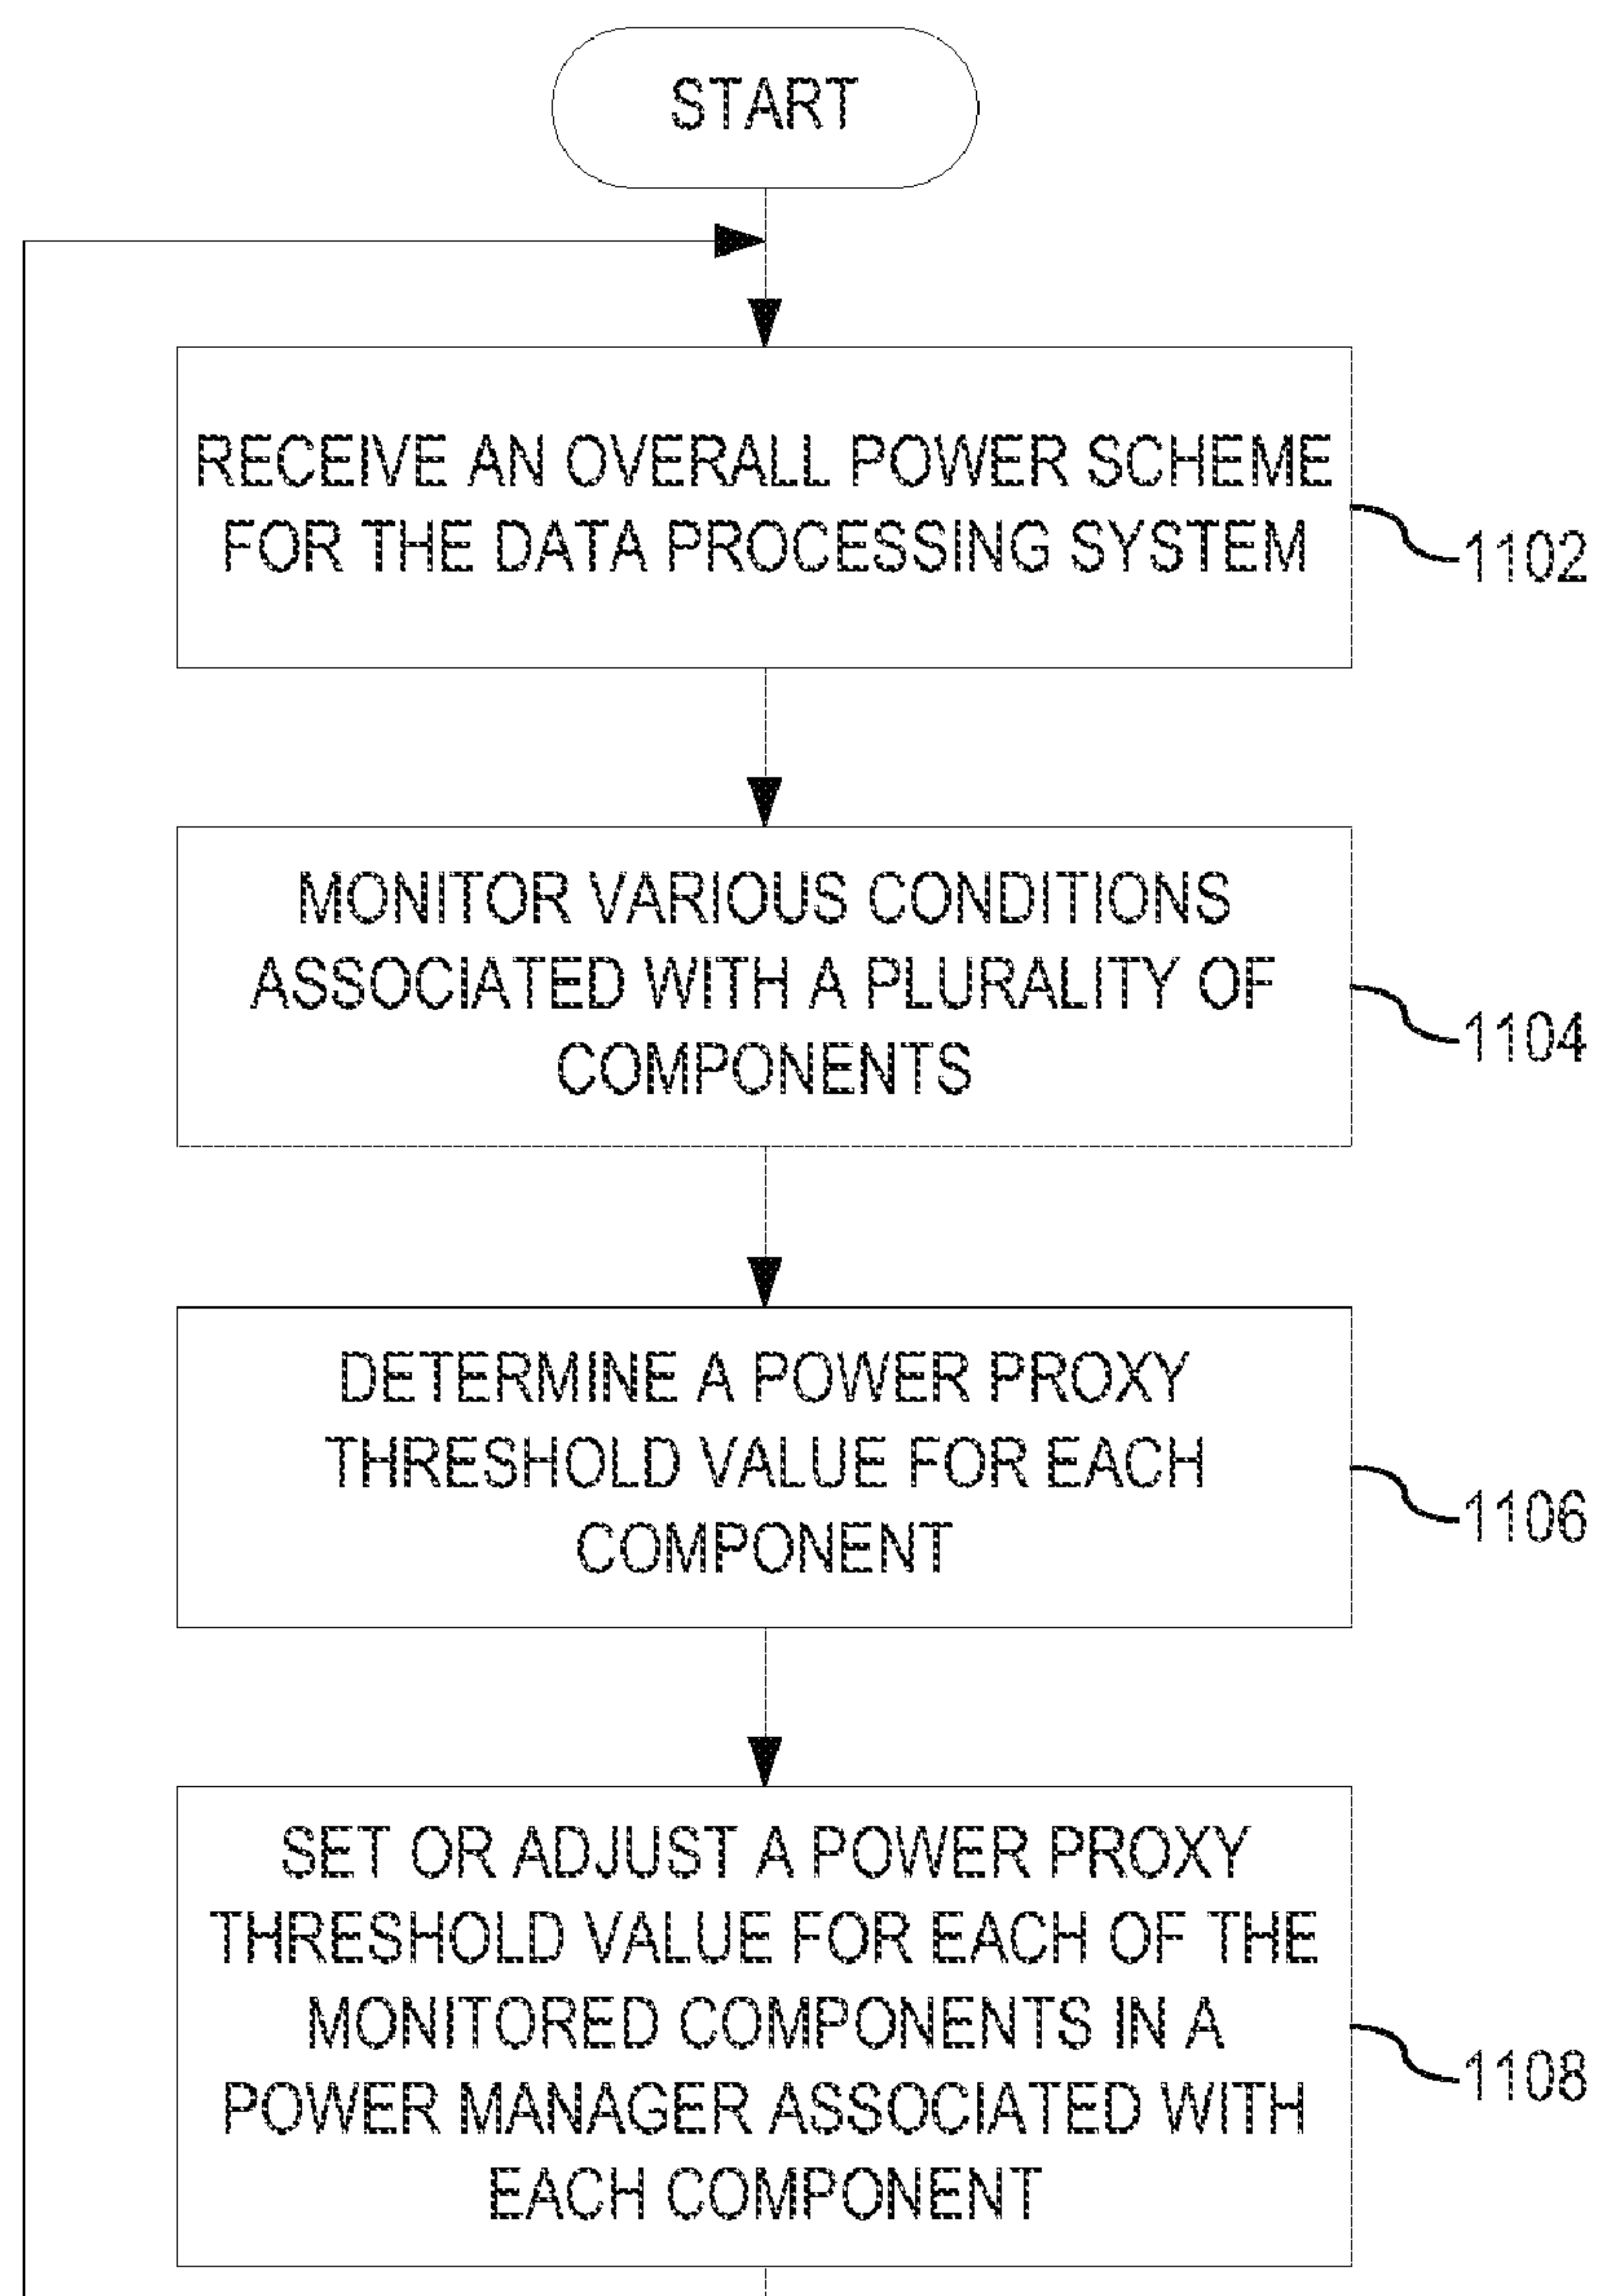 START
RECEIVE AN OVERALL POWER SCHEME
FOR THE DATA PROCESSING SYSTEM
1102
MONITOR VARIOUS CONDITIONS
ASSOCIATED WITH A PLURALITY OF
COMPONENTS
1104
DETERMINE A POWER PROXY
THRESHOLD VALUE FOR EACH
COMPONENT
1106
SET OR ADJUST A POWER PROXY
THRESHOLD VALUE FOR EACH OF THE
MONITORED COMPONENTS IN A
POWER MANAGER ASSOCIATED WITH
EACH COMPONENT
1108